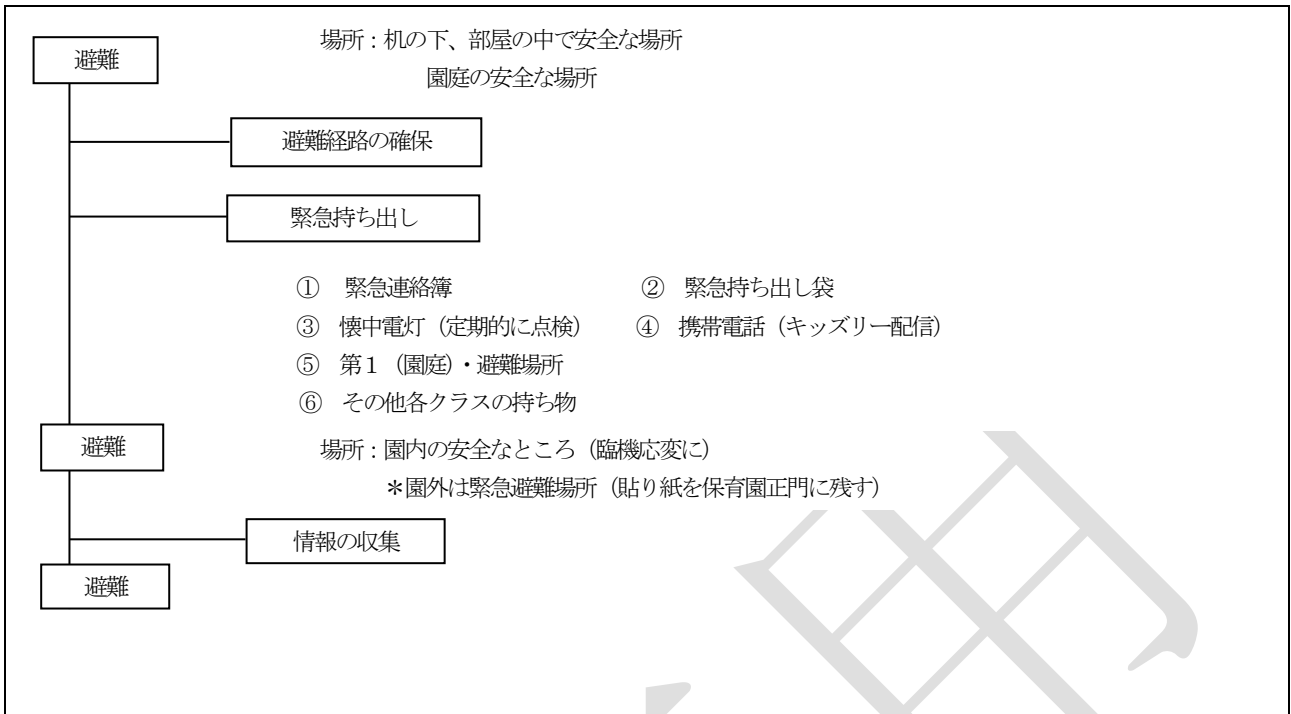 避難
場所：机の下、部屋の中で安全な場所
園庭の安全な場所
避難経路の確保
緊急持ち出し
① 緊急連絡簿 ② 緊急持ち出し袋
③ 懐中電灯（定期的に点検） ④ 携帯電話（キッズリー配信）
⑤ 第１（園庭）・避難場所
⑥ その他各クラスの持ち物
避難
場所：園内の安全なところ（臨機応変に）
＊園外は緊急避難場所（貼り紙を保育園正門に残す）
情報の収集
避難